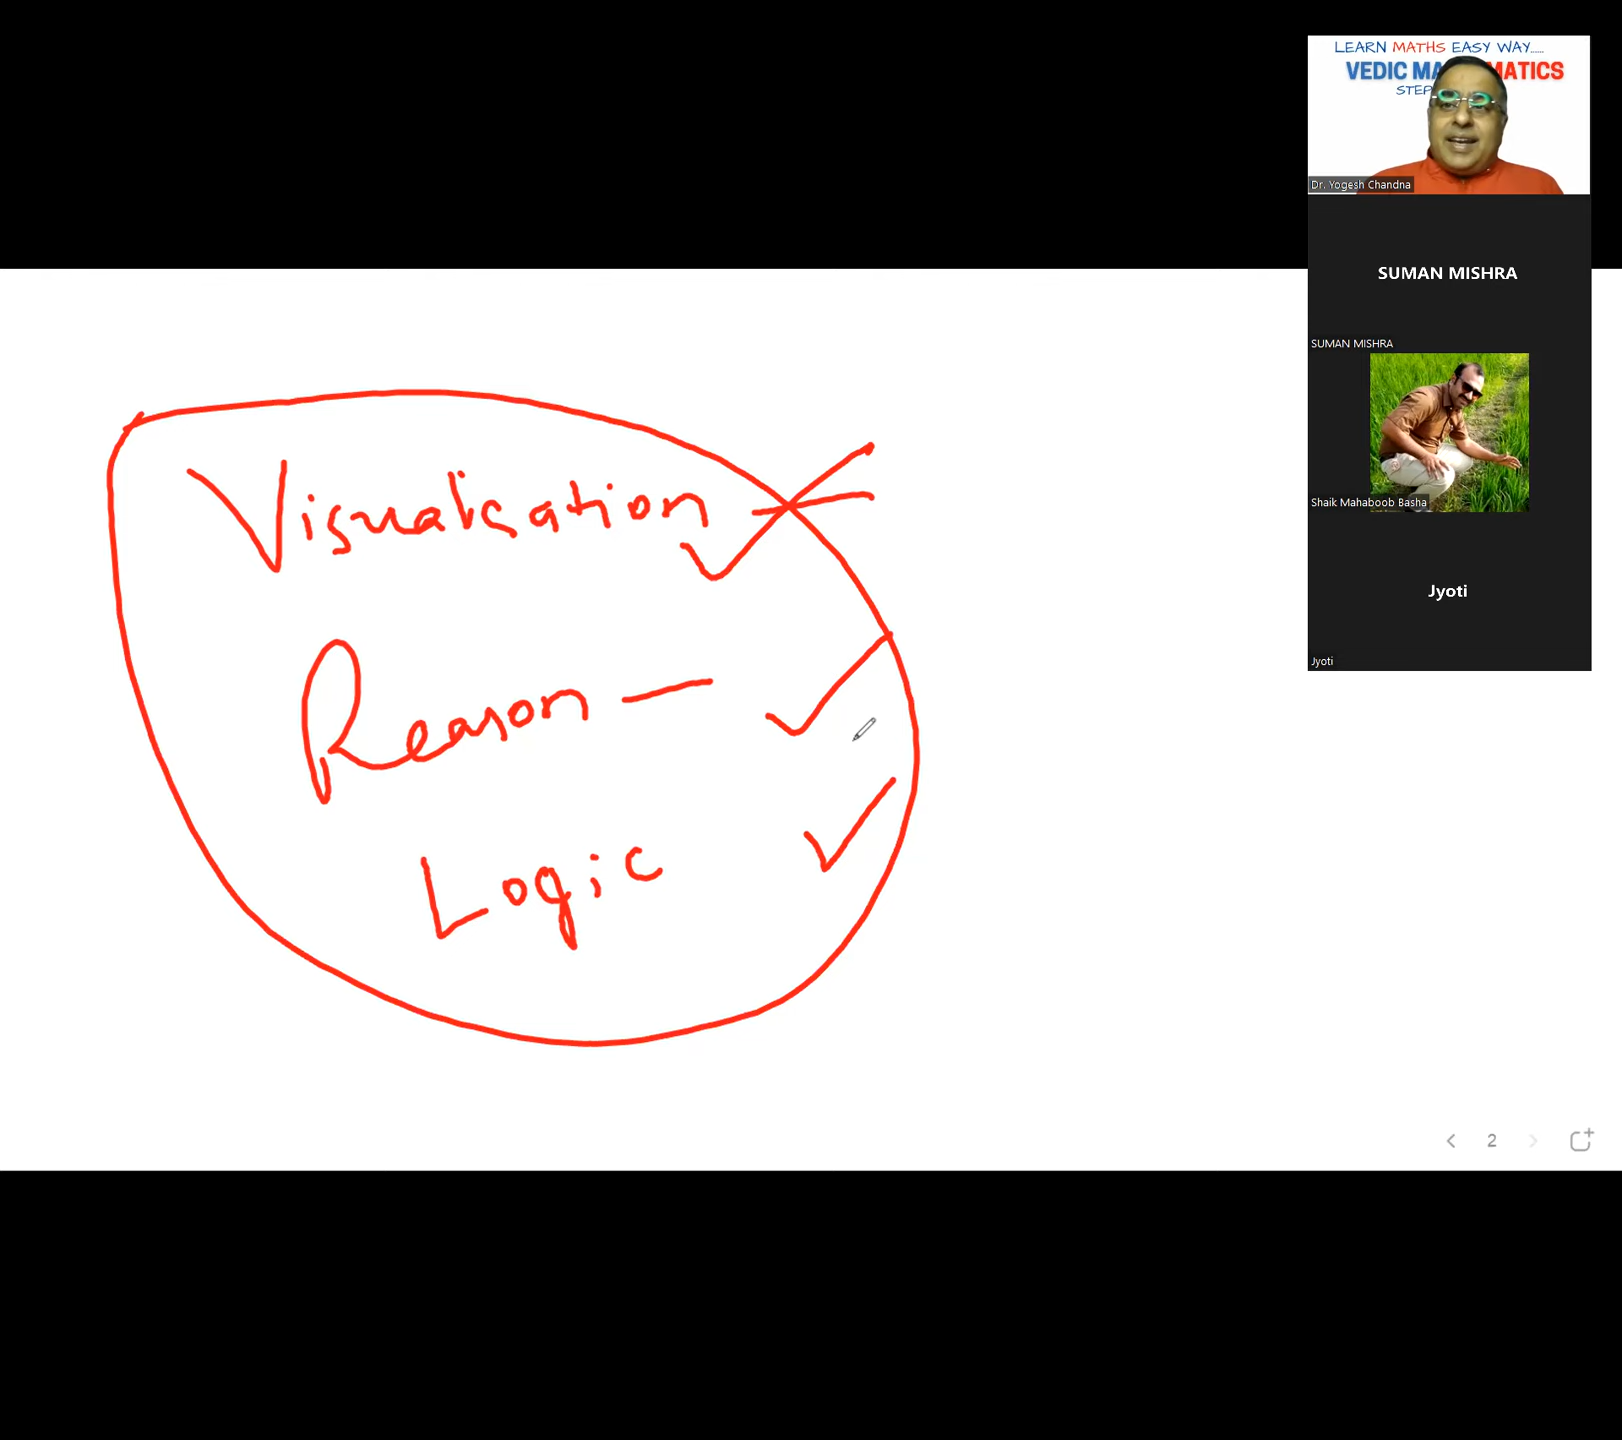 LEARN MATHS EASY WAY.....
VEDIC MA MATICS
STEP
Dr. Yogesh Chandna
SUMAN MISHRA
SUMAN MISHRA
Shaik Mahaboob Basha
Jyoti
Jyoti
Visualisation —
Reason —
Logic
2